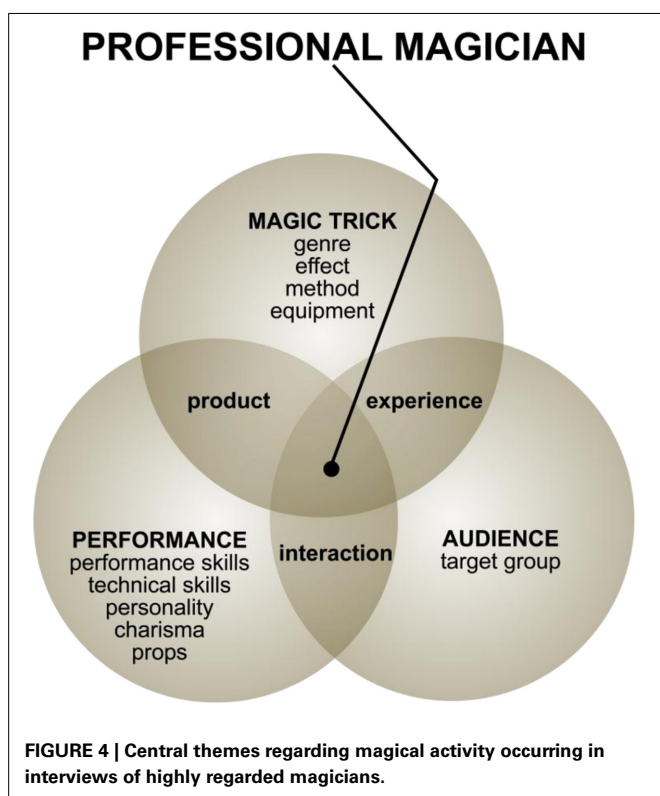 PROFESSIONAL MAGICIAN
MAGIC TRICK
genre
effect
method
equipment
product
experience
PERFORMANCE
performance skills
technical skills
personality
charisma
props
interaction
AUDIENCE
target group
FIGURE 4 | Central themes regarding magical activity occurring in
interviews of highly regarded magicians.